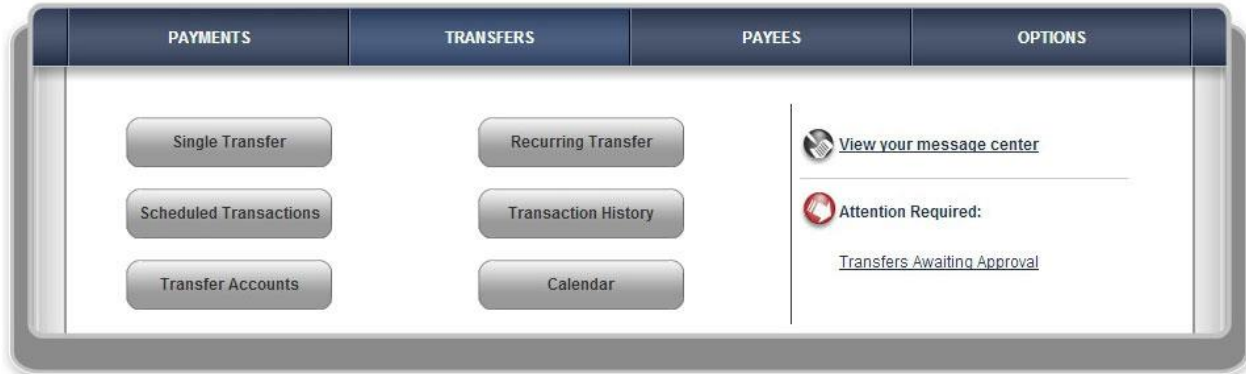 PAYMENTS
TRANSFERS
PAYEES
OPTIONS
Single Transfer
Recurring Transfer
Scheduled Transactions
Transaction History
Transfer Accounts
Calendar
View your message center
Attention Required:
Transfers Awaiting Approval